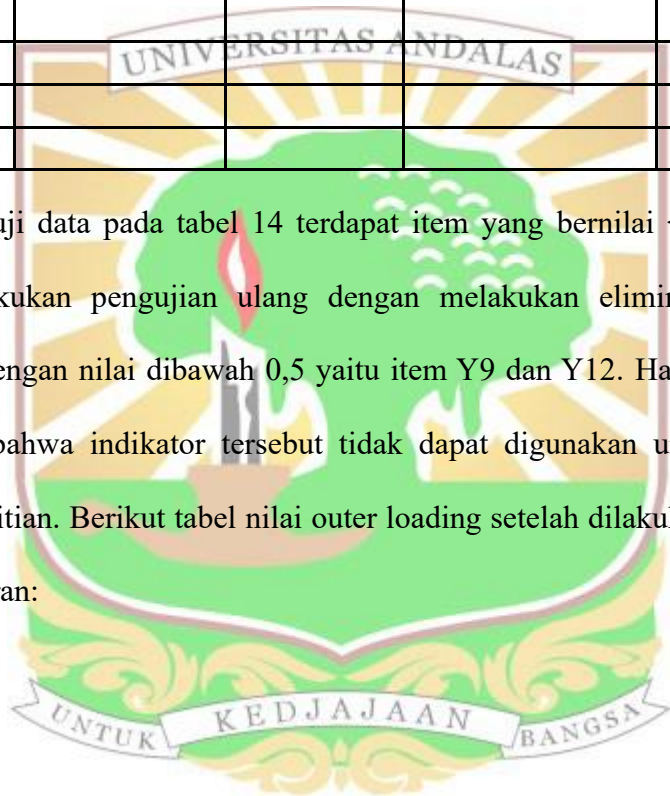 UNIVERSITAS ANDALAS
uji data pada tabel 14 terdapat item yang bernilai
kukan pengujian ulang dengan melakukan elimin
engan nilai dibawah 0,5 yaitu item Y9 dan Y12. Ha
bahwa indikator tersebut tidak dapat digunakan u
itian. Berikut tabel nilai outer loading setelah dilaku
ran:
UNTUK KEDJAJAAN BANGSA